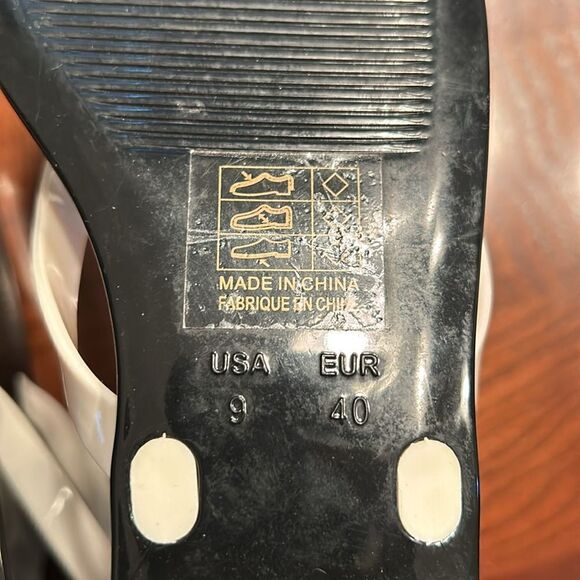 MADE IN CHINA
FABRIQUE EN CHINE
USA EUR
9 40